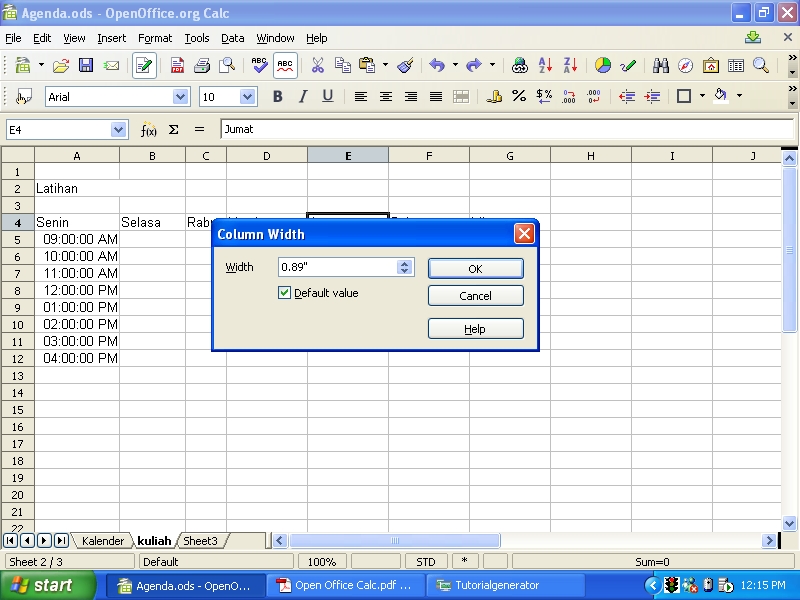 Agenda.ods - OpenOffice.org Calc
File Edit View Insert Format Tools Data Window Help
ABC ABC
Arial 10 B I U
E4 f(x) Σ = Jumat
A B C D E F G H I J
1
2 Latihan
3
4 Senin Selasa
5 09:00:00 AM
6 10:00:00 AM
7 11:00:00 AM
8 12:00:00 PM
9 01:00:00 PM
10 02:00:00 PM
11 03:00:00 PM
12 04:00:00 PM
13
14
15
16
17
18
19
20
21
22
Column Width
Width 0.89"
Default value
OK
Cancel
Help
Kalender kuliah Sheet3
Sheet 2 / 3 Default 100% STD * Sum=0
start Agenda.ods - OpenO... Open Office Calc.pdf ... Tutorialgenerator 12:15 PM